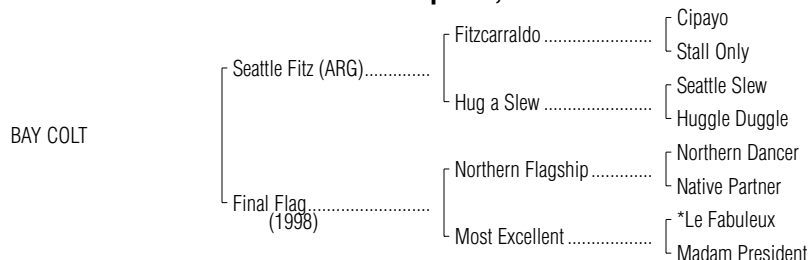 Cipayo
Fitzcarraldo
Stall Only
Seattle Fitz (ARG)
Seattle Slew
Hug a Slew
Huggle Duggle
BAY COLT
Northern Dancer
Northern Flagship
Native Partner
Final Flag
(1998)
*Le Fabuleux
Most Excellent
Madam President